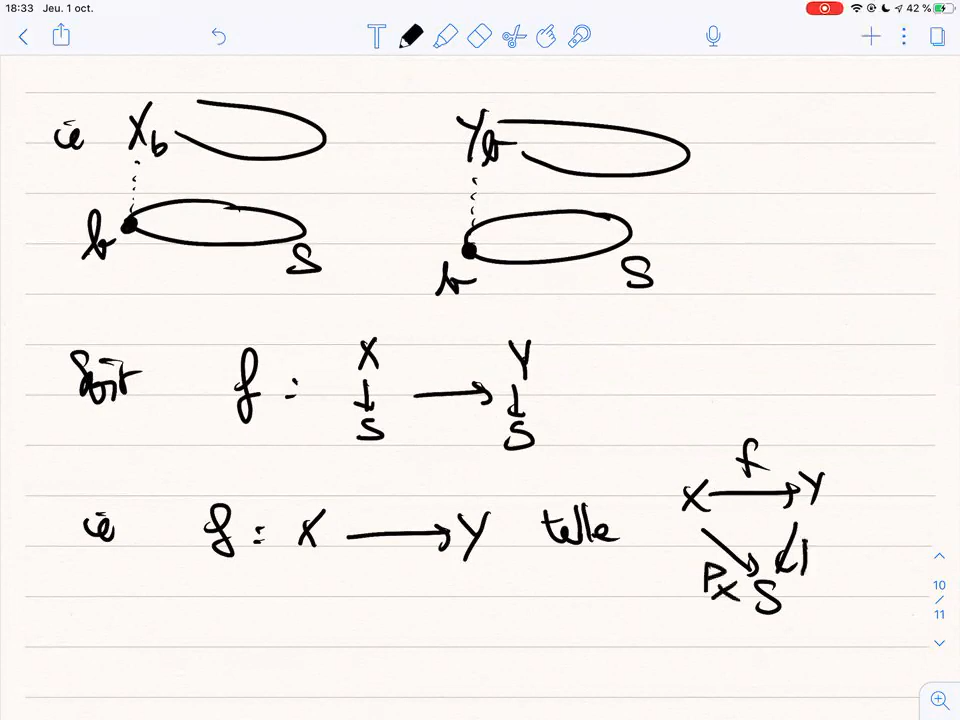 18:33 Jeu. 1 oct. 42 %
T
ie X_b Y_b
b S b S
X Y
Soit f : ↓ ⟶ ↓
S S
f
X ⟶ Y
ie f : X ⟶ Y telle
P_X S
10
/
11